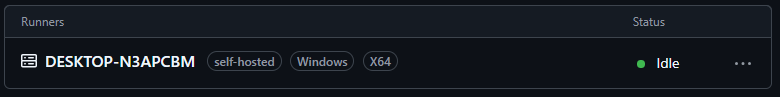 Runners Status
DESKTOP-N3APCBM self-hosted Windows X64 Idle